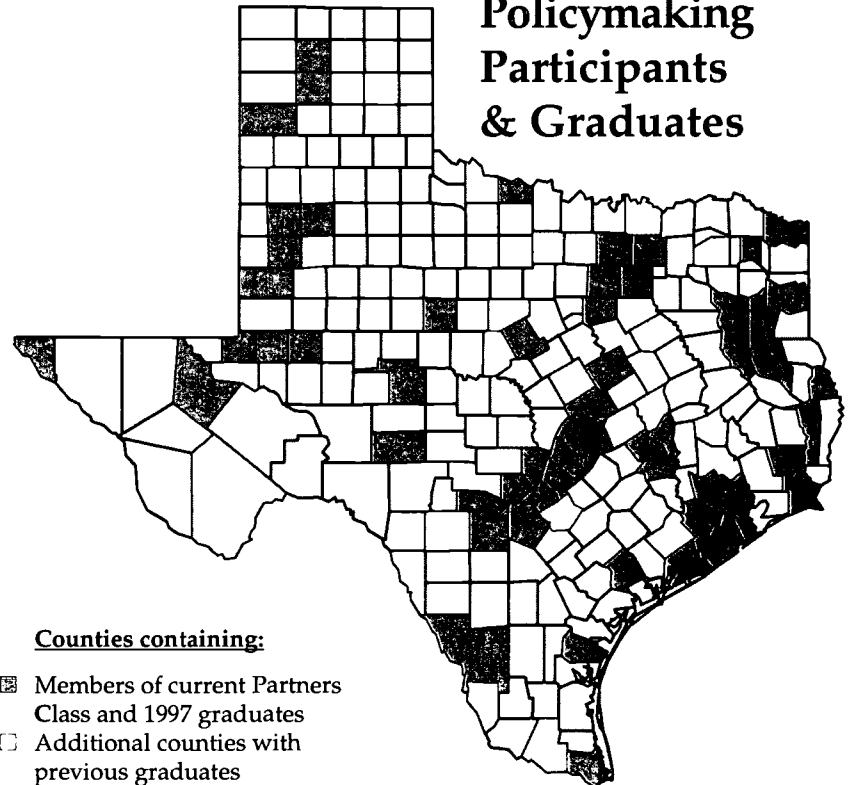 Policymaking
Participants
& Graduates
Counties containing:
Members of current Partners
Class and 1997 graduates
Additional counties with
previous graduates